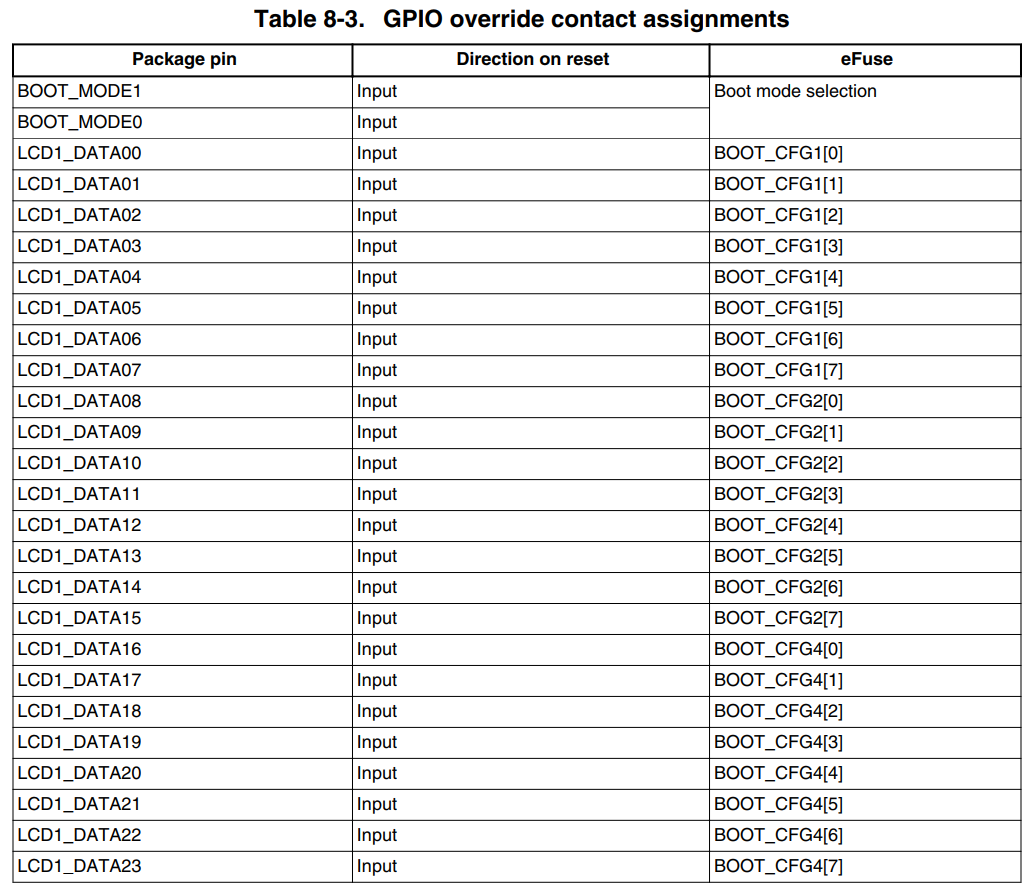 Table 8-3. GPIO override contact assignments
Package pin Direction on reset eFuse
BOOT_MODE1 Input Boot mode selection
BOOT_MODE0 Input
LCD1_DATA00 Input BOOT_CFG1[0]
LCD1_DATA01 Input BOOT_CFG1[1]
LCD1_DATA02 Input BOOT_CFG1[2]
LCD1_DATA03 Input BOOT_CFG1[3]
LCD1_DATA04 Input BOOT_CFG1[4]
LCD1_DATA05 Input BOOT_CFG1[5]
LCD1_DATA06 Input BOOT_CFG1[6]
LCD1_DATA07 Input BOOT_CFG1[7]
LCD1_DATA08 Input BOOT_CFG2[0]
LCD1_DATA09 Input BOOT_CFG2[1]
LCD1_DATA10 Input BOOT_CFG2[2]
LCD1_DATA11 Input BOOT_CFG2[3]
LCD1_DATA12 Input BOOT_CFG2[4]
LCD1_DATA13 Input BOOT_CFG2[5]
LCD1_DATA14 Input BOOT_CFG2[6]
LCD1_DATA15 Input BOOT_CFG2[7]
LCD1_DATA16 Input BOOT_CFG4[0]
LCD1_DATA17 Input BOOT_CFG4[1]
LCD1_DATA18 Input BOOT_CFG4[2]
LCD1_DATA19 Input BOOT_CFG4[3]
LCD1_DATA20 Input BOOT_CFG4[4]
LCD1_DATA21 Input BOOT_CFG4[5]
LCD1_DATA22 Input BOOT_CFG4[6]
LCD1_DATA23 Input BOOT_CFG4[7]